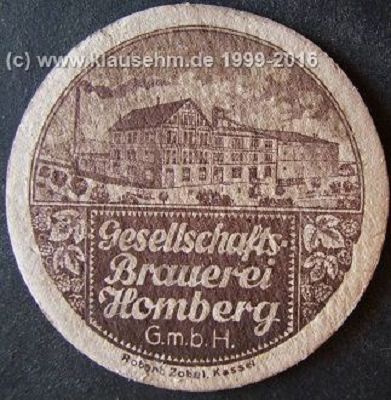 (c) www.klausehm.de 1999-2016
Gesellschafts-
Brauerei
Homberg
G.m.b.H.
Robert Zobel, Kassel